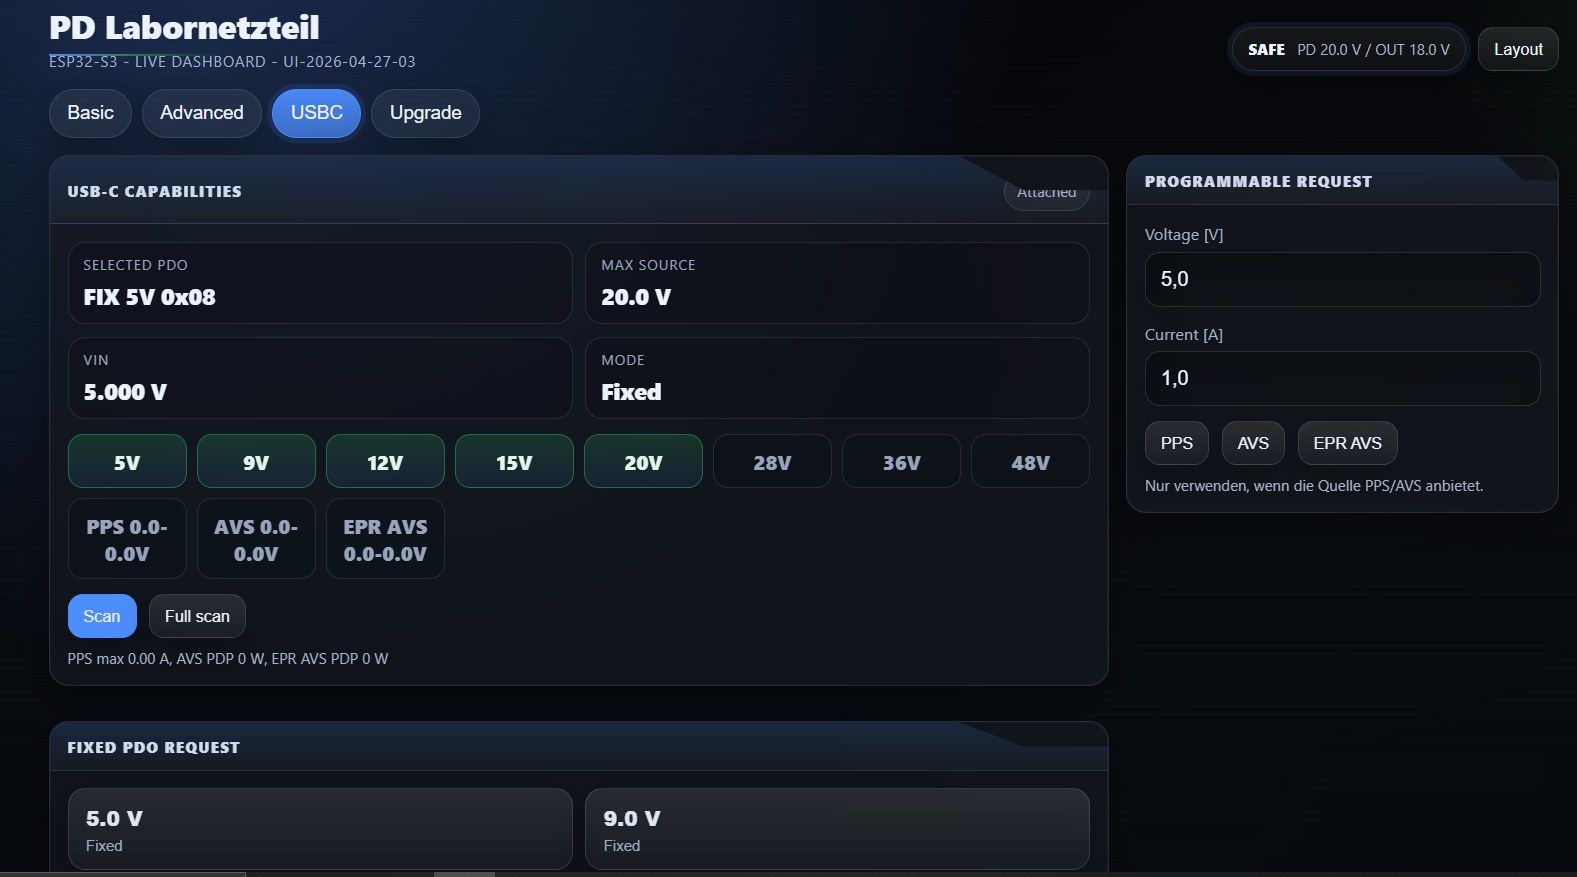 PD Labornetzteil
ESP32-S3 - LIVE DASHBOARD - UI-2026-04-27-03
SAFE PD 20.0 V / OUT 18.0 V
Layout
Basic
Advanced
USBC
Upgrade
USB-C CAPABILITIES
Attached
SELECTED PDO
FIX 5V 0x08
MAX SOURCE
20.0 V
VIN
5.000 V
MODE
Fixed
5V
9V
12V
15V
20V
28V
36V
48V
PPS 0.0-
0.0V
AVS 0.0-
0.0V
EPR AVS
0.0-0.0V
Scan
Full scan
PPS max 0.00 A, AVS PDP 0 W, EPR AVS PDP 0 W
PROGRAMMABLE REQUEST
Voltage [V]
5,0
Current [A]
1,0
PPS
AVS
EPR AVS
Nur verwenden, wenn die Quelle PPS/AVS anbietet.
FIXED PDO REQUEST
5.0 V
Fixed
9.0 V
Fixed